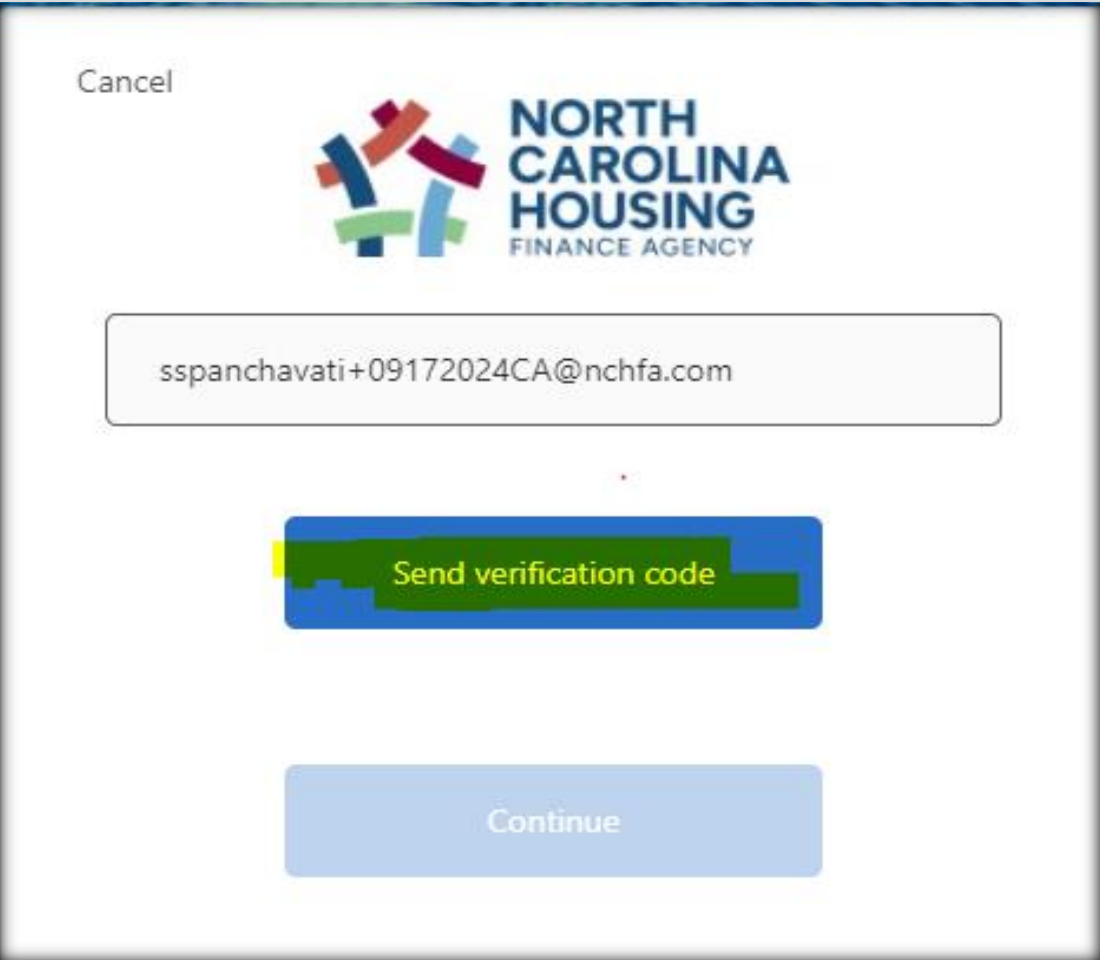 Cancel
NORTH
CAROLINA
HOUSING
FINANCE AGENCY
sspanchavati+09172024CA@nchfa.com
Send verification code
Continue